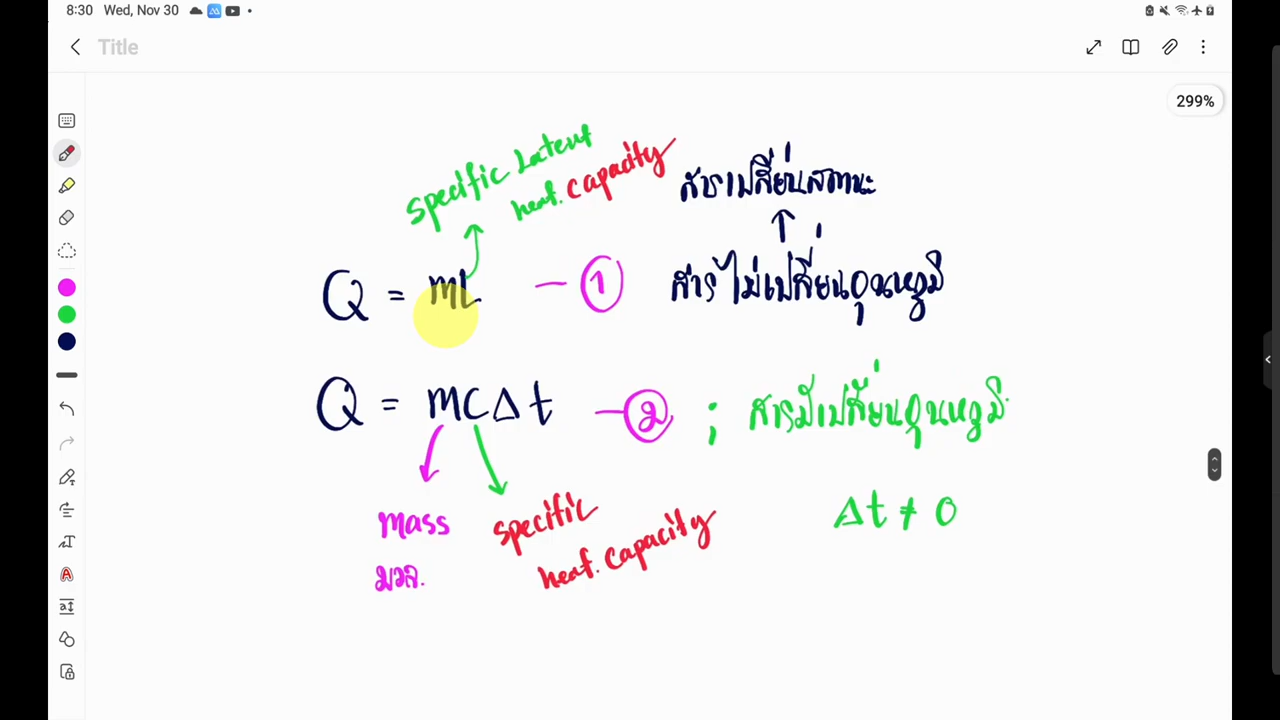 8:30 Wed, Nov 30
Title
299%
specific Latent
heat. capacity
สารเปลี่ยนสถานะ
↑
Q = mL — ①
สารไม่เปลี่ยนอุณหภูมิ
Q = mcΔt — ②
; สารมีเปลี่ยนอุณหภูมิ
mass
มวล.
specific
heat. capacity
Δt ≠ 0